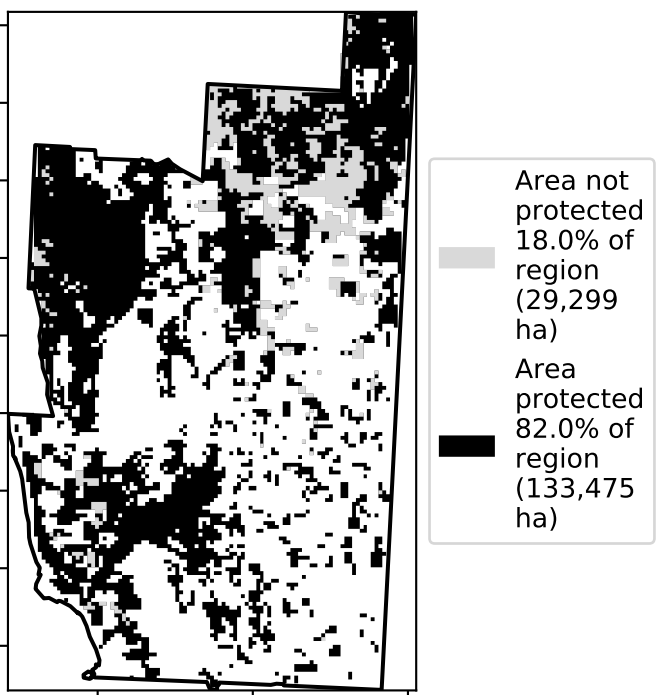 Area not
protected
18.0% of
region
(29,299
ha)
Area
protected
82.0% of
region
(133,475
ha)